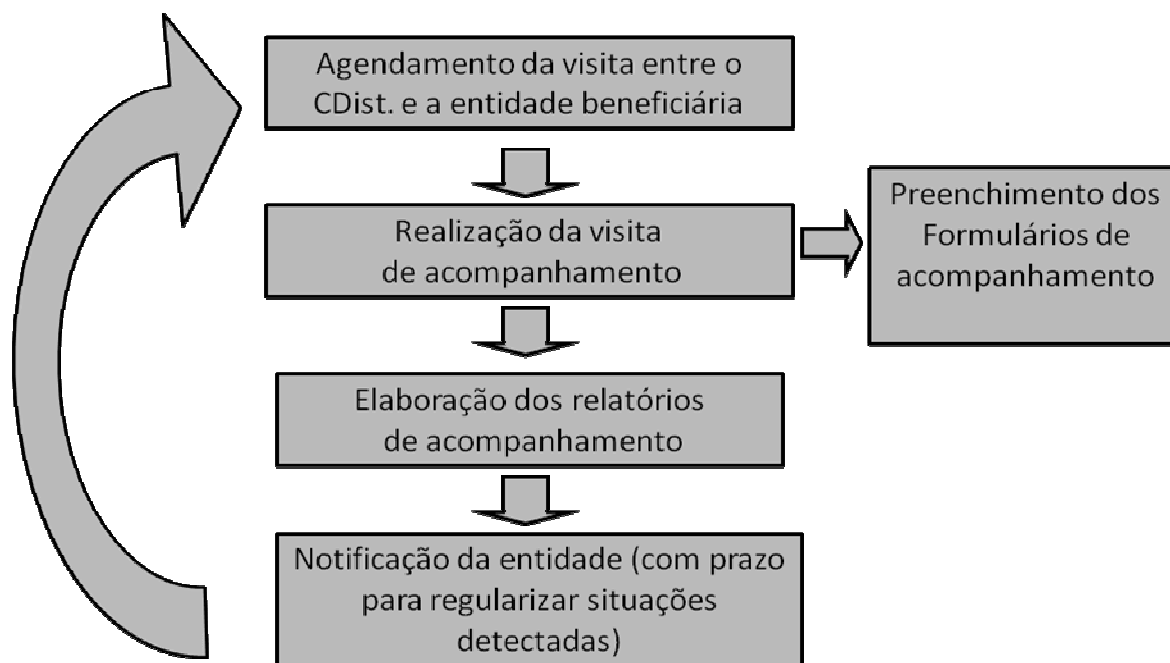 Agendamento da visita entre o
CDist. e a entidade beneficiária
Realização da visita
de acompanhamento
Preenchimento dos
Formulários de
acompanhamento
Elaboração dos relatórios
de acompanhamento
Notificação da entidade (com prazo
para regularizar situações
detectadas)